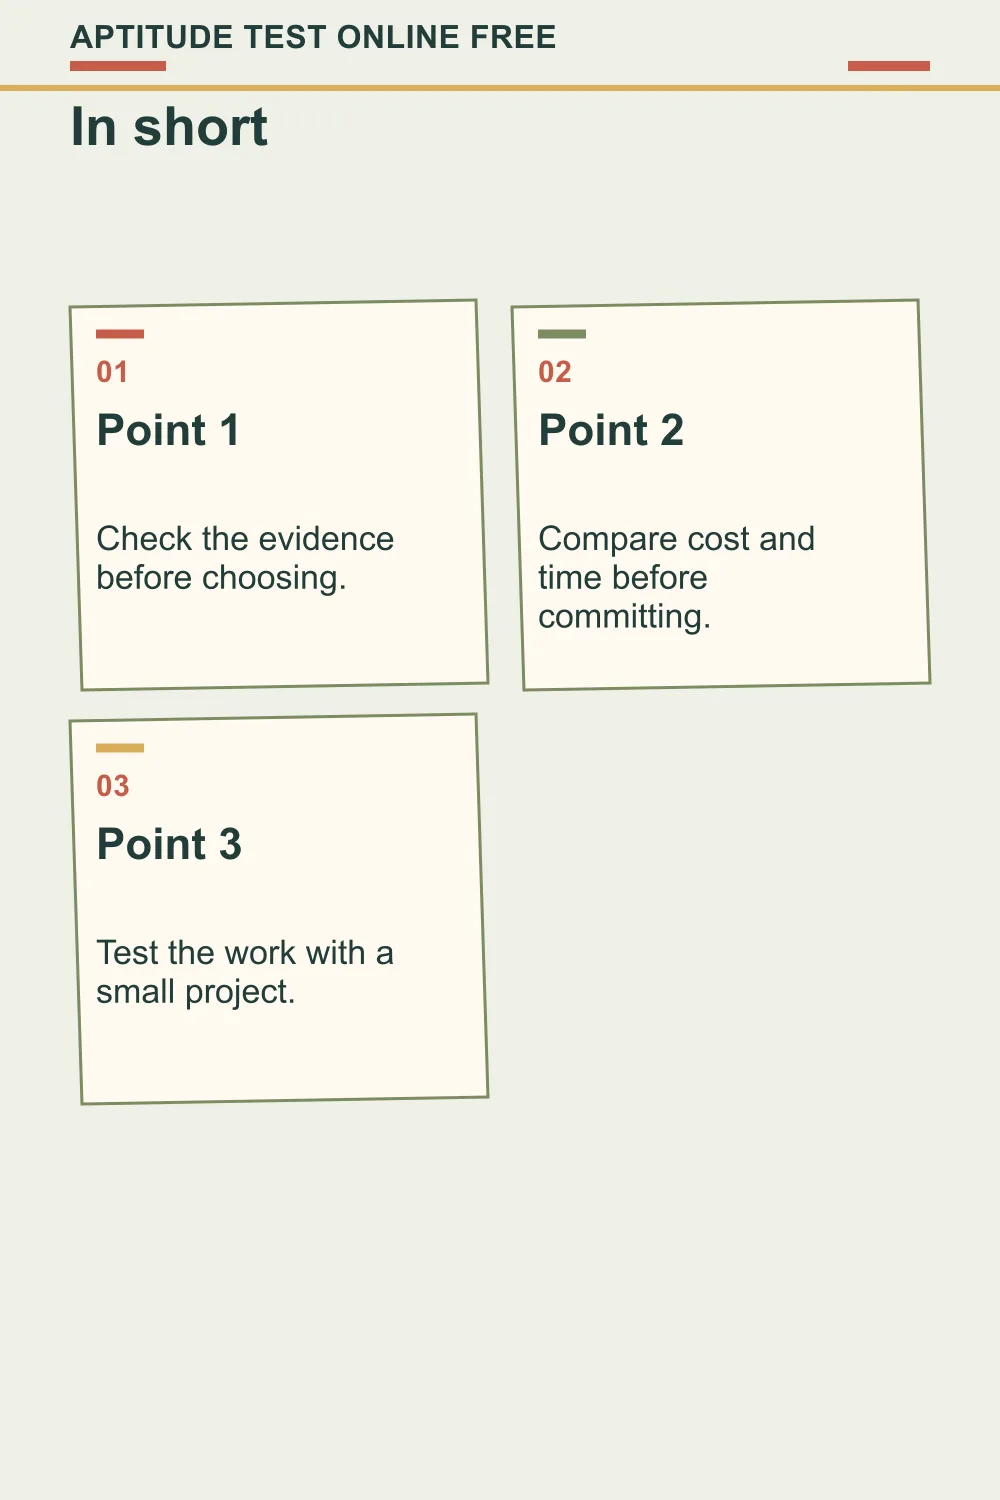 APTITUDE TEST ONLINE FREE
In short
01
Point 1
Check the evidence
before choosing.
02
Point 2
Compare cost and
time before
committing.
03
Point 3
Test the work with a
small project.